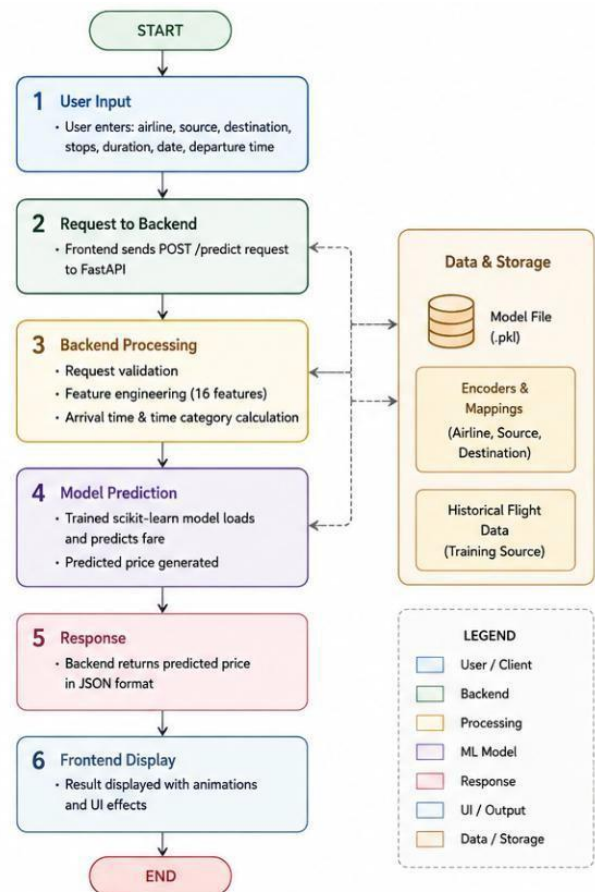 START
1 User Input
• User enters: airline, source, destination,
stops, duration, date, departure time
2 Request to Backend
• Frontend sends POST /predict request
to FastAPI
3 Backend Processing
• Request validation
• Feature engineering (16 features)
• Arrival time & time category calculation
4 Model Prediction
• Trained scikit-learn model loads
and predicts fare
• Predicted price generated
5 Response
• Backend returns predicted price
in JSON format
6 Frontend Display
• Result displayed with animations
and UI effects
END
Data & Storage
Model File
(.pkl)
Encoders &
Mappings
(Airline, Source,
Destination)
Historical Flight
Data
(Training Source)
LEGEND
User / Client
Backend
Processing
ML Model
Response
UI / Output
Data / Storage